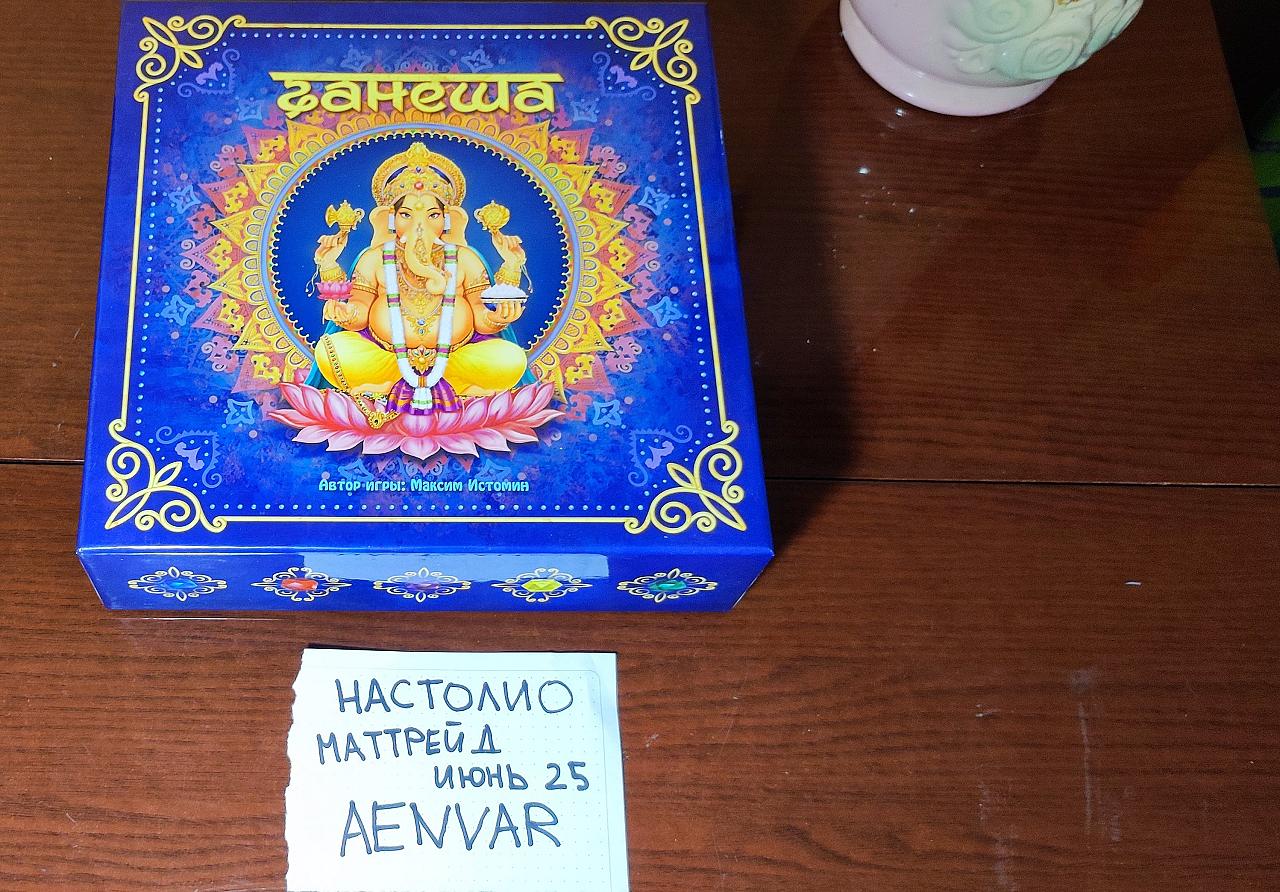 Ганеша
Автор игры: Максим Истомин
НАСТОЛИО
МАТТРЕЙД
ИЮНЬ 25
AENVAR